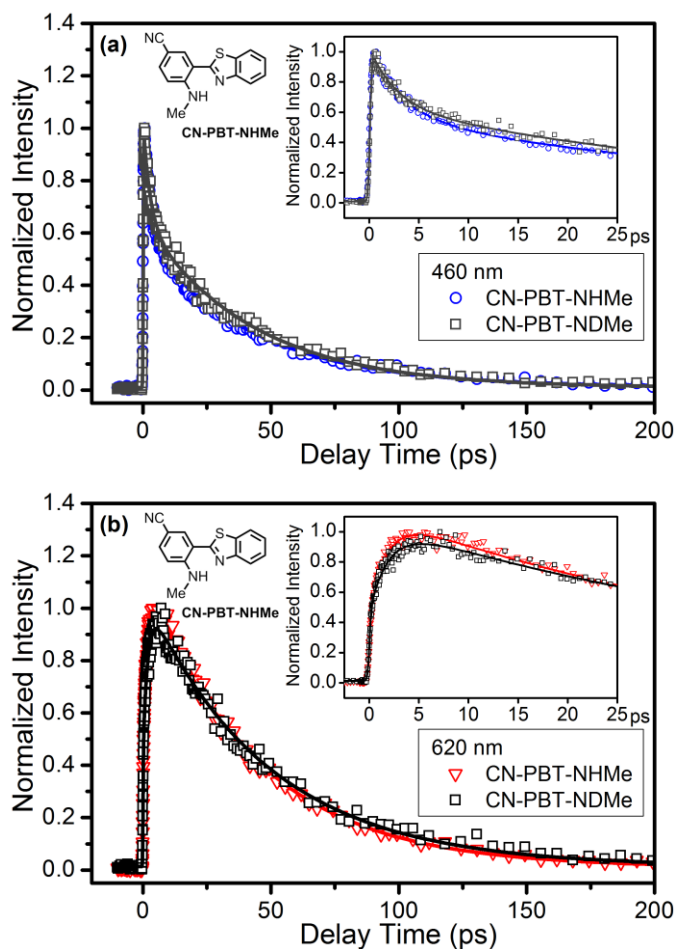 (a)
NC
S
N
NH
Me
CN-PBT-NHMe
Normalized Intensity
1.4
1.2
1.0
0.8
0.6
0.4
0.2
0.0
0 50 100 150 200
Delay Time (ps)
Normalized Intensity
1.0
0.8
0.6
0.4
0.2
0.0
0 5 10 15 20 25
ps
460 nm
CN-PBT-NHMe
CN-PBT-NDMe
(b)
NC
S
N
NH
Me
CN-PBT-NHMe
Normalized Intensity
1.4
1.2
1.0
0.8
0.6
0.4
0.2
0.0
0 50 100 150 200
Delay Time (ps)
Normalized Intensity
1.0
0.8
0.6
0.4
0.2
0.0
0 5 10 15 20 25
ps
620 nm
CN-PBT-NHMe
CN-PBT-NDMe